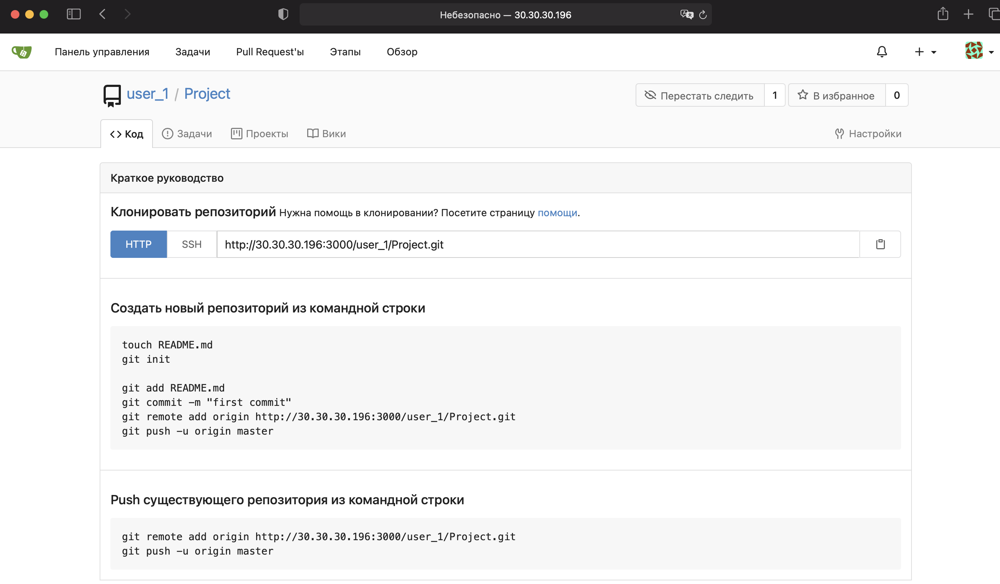 Небезопасно — 30.30.30.196
Панель управления Задачи Pull Request'ы Этапы Обзор
user_1 / Project
Перестать следить 1 В избранное 0
Код Задачи Проекты Вики Настройки
Краткое руководство
Клонировать репозиторий Нужна помощь в клонировании? Посетите страницу помощи.
HTTP SSH http://30.30.30.196:3000/user_1/Project.git
Создать новый репозиторий из командной строки
touch README.md
git init
git add README.md
git commit -m "first commit"
git remote add origin http://30.30.30.196:3000/user_1/Project.git
git push -u origin master
Push существующего репозитория из командной строки
git remote add origin http://30.30.30.196:3000/user_1/Project.git
git push -u origin master